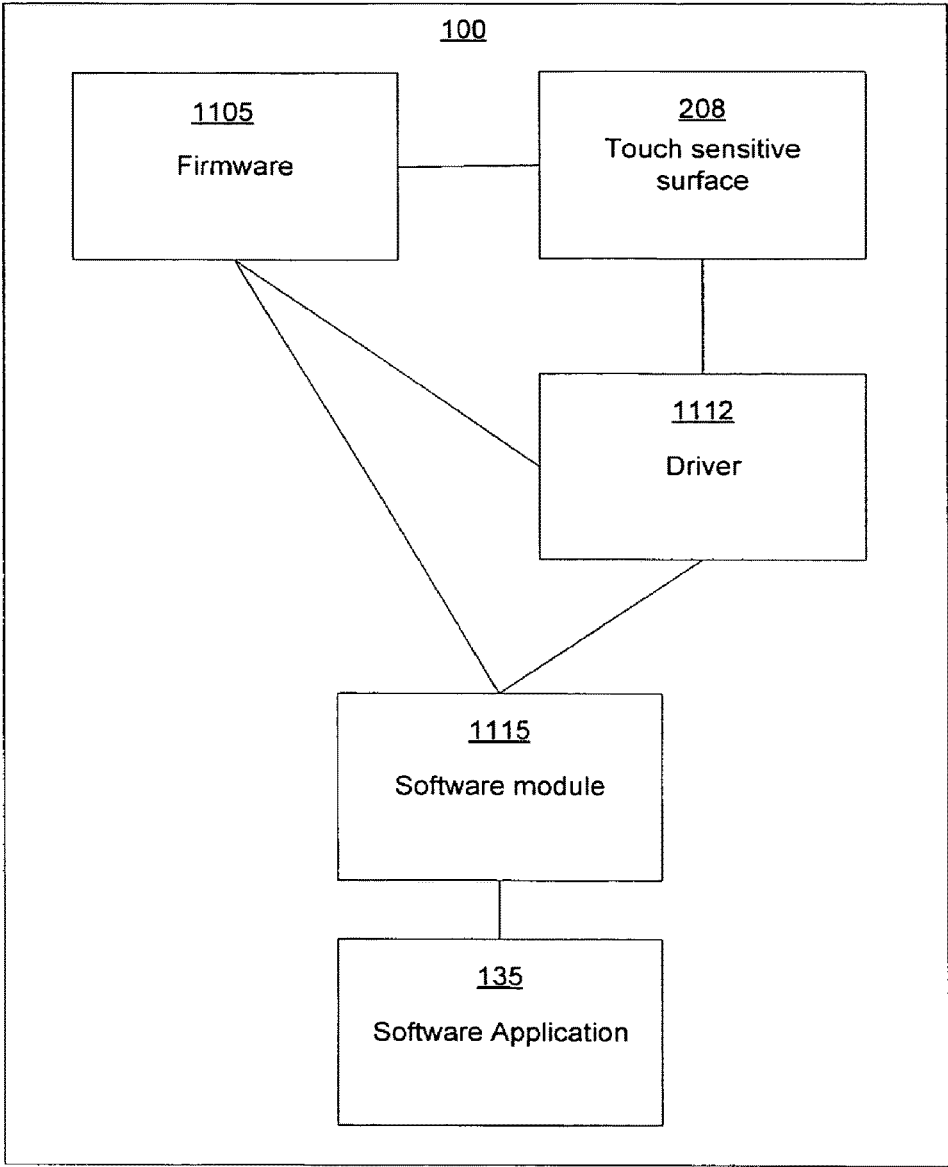 100
1105
Firmware
208
Touch sensitive
surface
1112
Driver
1115
Software module
135
Software Application